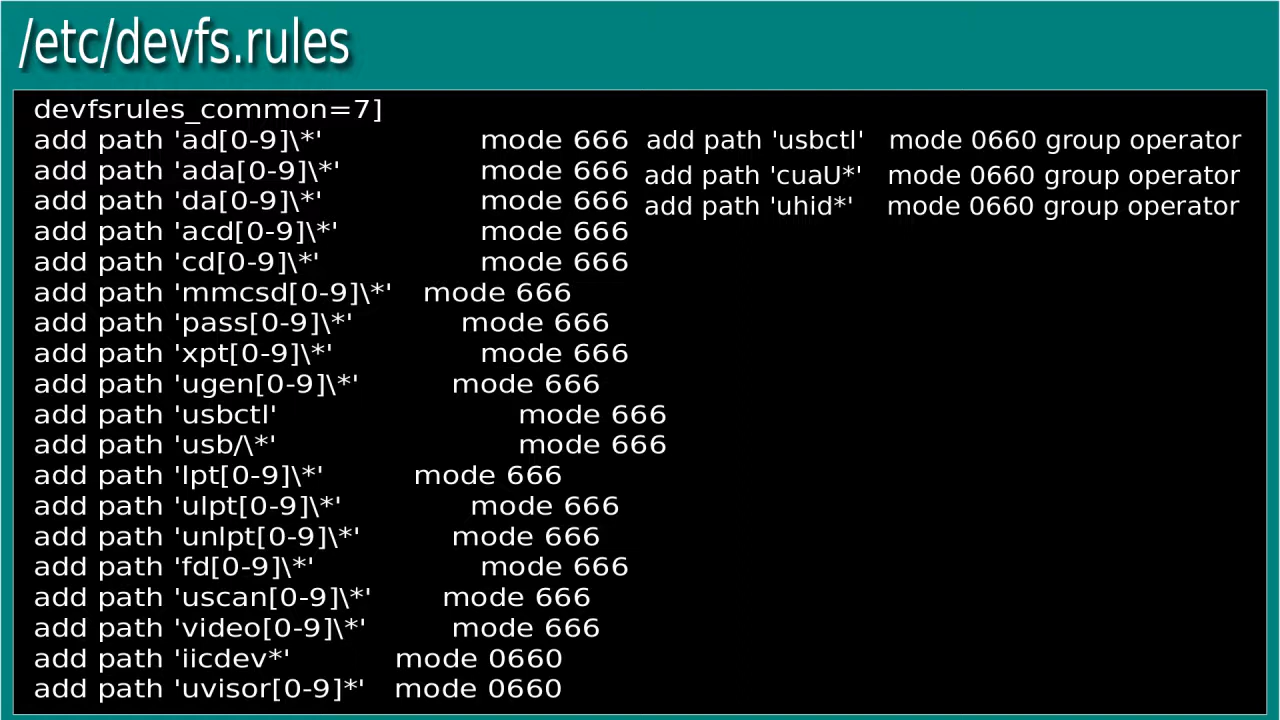 /etc/devfs.rules
devfsrules_common=7]
add path 'ad[0-9]\*' mode 666 add path 'usbctl' mode 0660 group operator
add path 'ada[0-9]\*' mode 666 add path 'cuaU*' mode 0660 group operator
add path 'da[0-9]\*' mode 666 add path 'uhid*' mode 0660 group operator
add path 'acd[0-9]\*' mode 666
add path 'cd[0-9]\*' mode 666
add path 'mmcsd[0-9]\*' mode 666
add path 'pass[0-9]\*' mode 666
add path 'xpt[0-9]\*' mode 666
add path 'ugen[0-9]\*' mode 666
add path 'usbctl' mode 666
add path 'usb/\*' mode 666
add path 'lpt[0-9]\*' mode 666
add path 'ulpt[0-9]\*' mode 666
add path 'unlpt[0-9]\*' mode 666
add path 'fd[0-9]\*' mode 666
add path 'uscan[0-9]\*' mode 666
add path 'video[0-9]\*' mode 666
add path 'iicdev*' mode 0660
add path 'uvisor[0-9]*' mode 0660